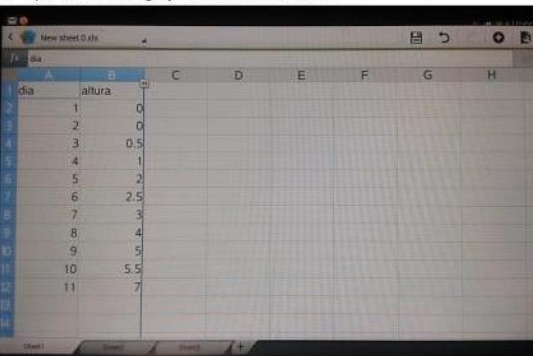 New sheet 0.xls
dia
A B C D E F G H
1 dia altura
2 1 0
3 2 0
4 3 0.5
5 4 1
6 5 2
7 6 2.5
8 7 3
9 8 4
10 9 5
11 10 5.5
12 11 7
13
14
Sheet1 Sheet2 Sheet3 +